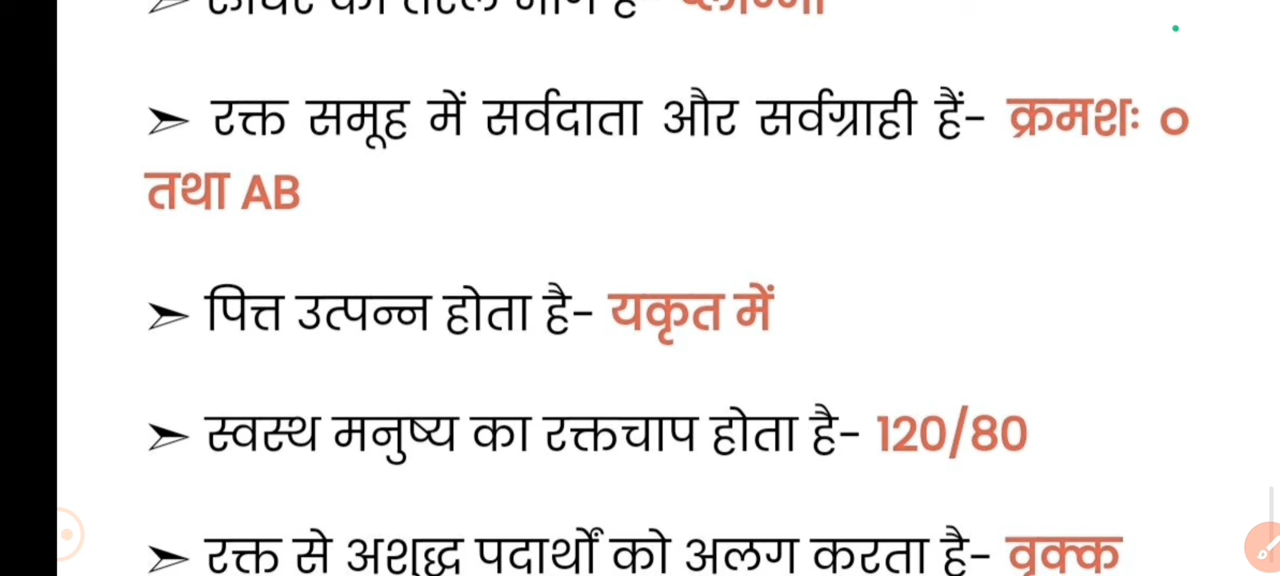 ➢ रुधिर का तरल भाग है- प्लाज्मा
➢ रक्त समूह में सर्वदाता और सर्वग्राही हैं- क्रमशः o
तथा AB
➢ पित्त उत्पन्न होता है- यकृत में
➢ स्वस्थ मनुष्य का रक्तचाप होता है- 120/80
➢ रक्त से अशुद्ध पदार्थों को अलग करता है- वृक्क